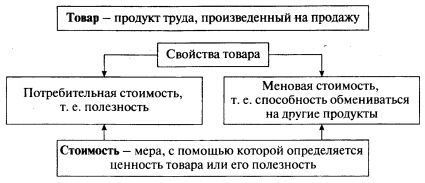 Товар – продукт труда, произведенный на продажу
Свойства товара
Потребительная стоимость,
т. е. полезность
Меновая стоимость,
т. е. способность обмениваться
на другие продукты
Стоимость – мера, с помощью которой определяется
ценность товара или его полезность